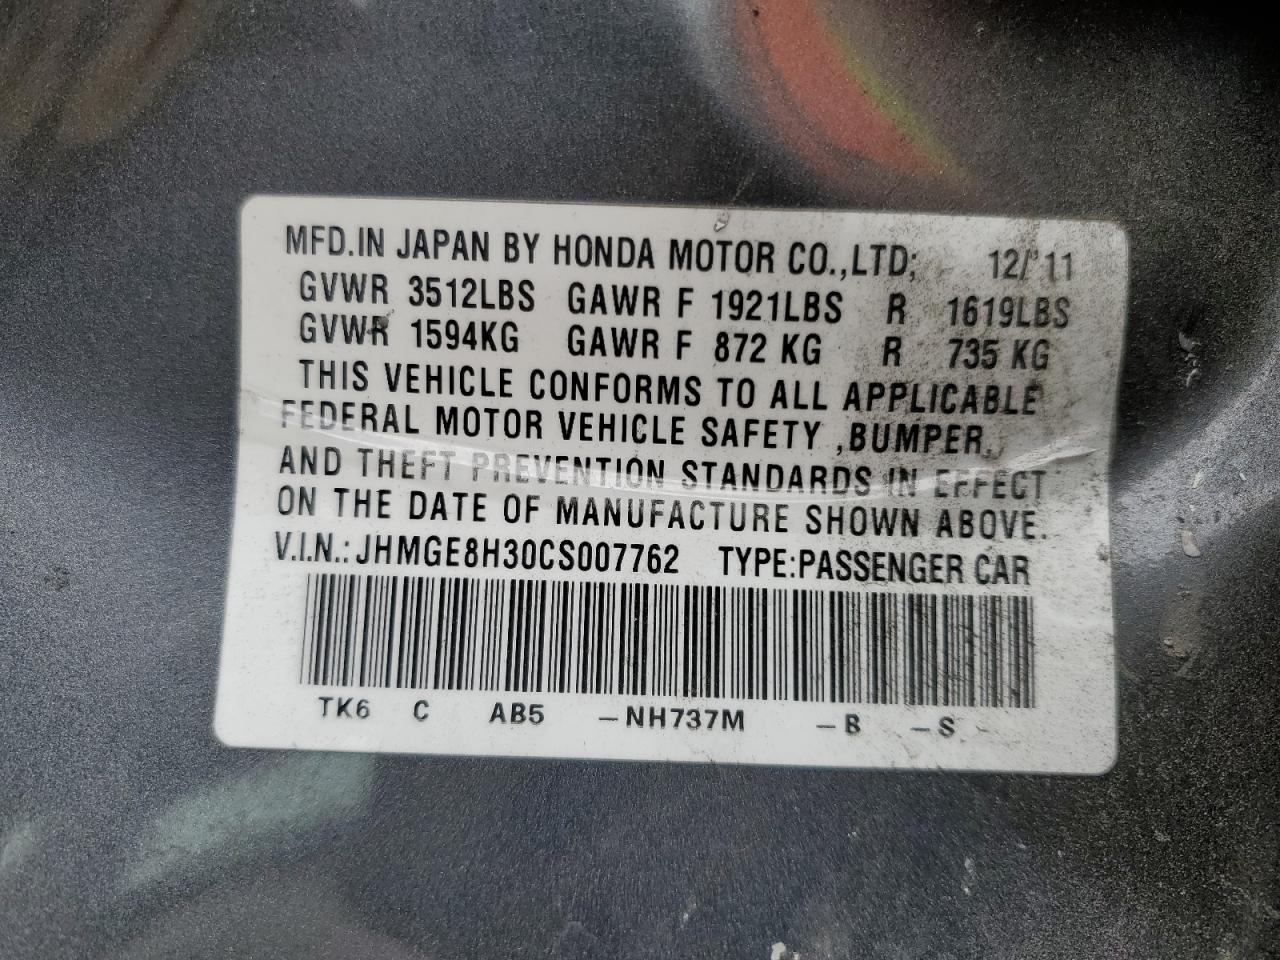 MFD.IN JAPAN BY HONDA MOTOR CO.,LTD; 12/'11
GVWR 3512LBS GAWR F 1921LBS R 1619LBS
GVWR 1594KG GAWR F 872 KG R 735 KG
THIS VEHICLE CONFORMS TO ALL APPLICABLE
FEDERAL MOTOR VEHICLE SAFETY ,BUMPER,
AND THEFT PREVENTION STANDARDS IN EFFECT
ON THE DATE OF MANUFACTURE SHOWN ABOVE.
V.I.N.: JHMGE8H30CS007762 TYPE:PASSENGER CAR
TK6 C AB5 –NH737M –B –S –